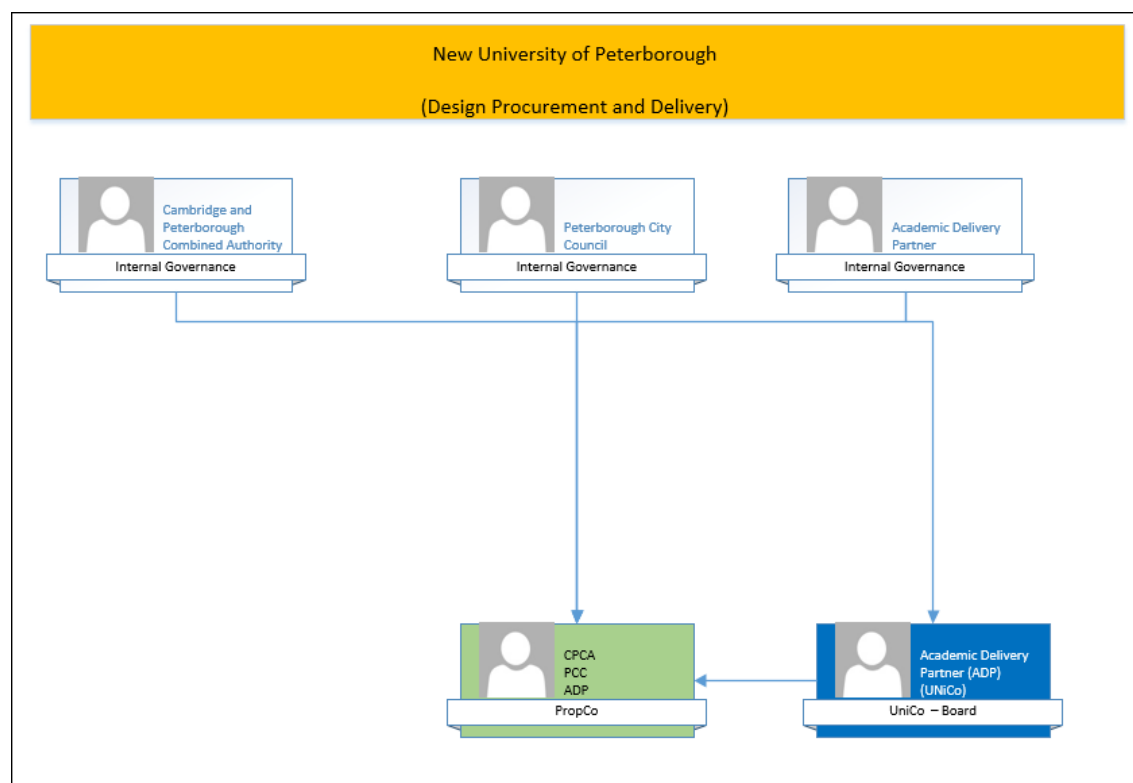 New University of Peterborough
(Design Procurement and Delivery)
Cambridge and
Peterborough
Combined Authority
Internal Governance
Peterborough City
Council
Internal Governance
Academic Delivery
Partner
Internal Governance
CPCA
PCC
ADP
PropCo
Academic Delivery
Partner (ADP)
(UNiCo)
UniCo – Board